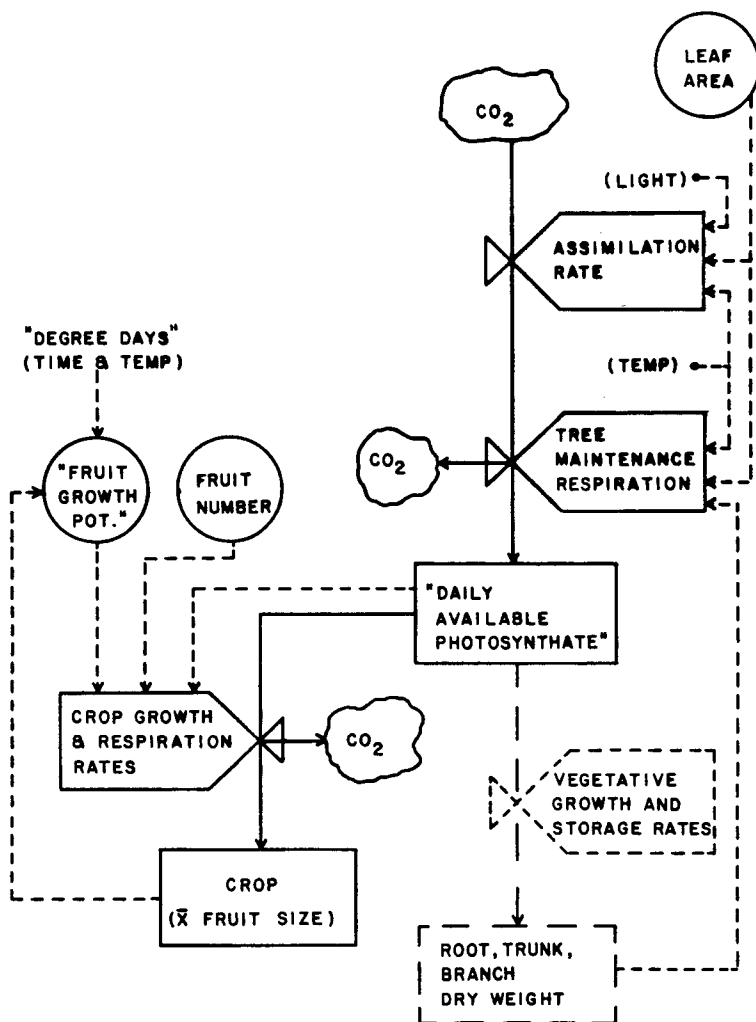 LEAF
AREA
CO2
(LIGHT)
ASSIMILATION
RATE
"DEGREE DAYS"
(TIME & TEMP)
(TEMP)
"FRUIT
GROWTH
POT."
FRUIT
NUMBER
CO2
TREE
MAINTENANCE
RESPIRATION
"DAILY
AVAILABLE
PHOTOSYNTHATE"
CROP GROWTH
& RESPIRATION
RATES
CO2
VEGETATIVE
GROWTH AND
STORAGE RATES
CROP
(X̄ FRUIT SIZE)
ROOT, TRUNK,
BRANCH
DRY WEIGHT